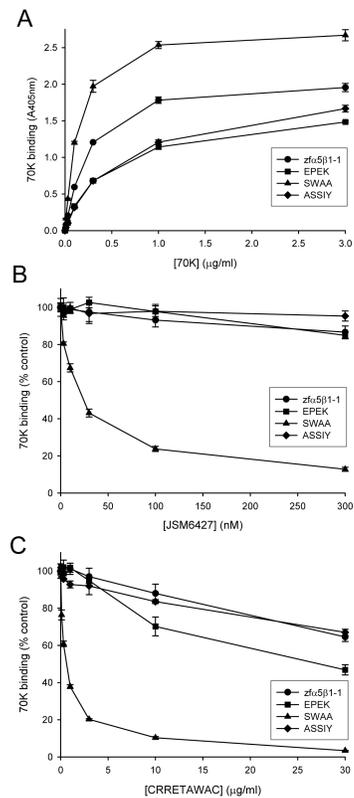 A
70K binding (A405nm)
2.5
2.0
1.5
1.0
0.5
0.0
0.0 0.5 1.0 1.5 2.0 2.5 3.0
[70K] (μg/ml)
zfα5β1-1
EPEK
SWAA
ASSIY
B
70K binding (% control)
100
80
60
40
20
0
0 50 100 150 200 250 300
[JSM6427] (nM)
zfα5β1-1
EPEK
SWAA
ASSIY
C
70K binding (% control)
100
80
60
40
20
0
0 5 10 15 20 25 30
[CRRETAWAC] (μg/ml)
zfα5β1-1
EPEK
SWAA
ASSIY